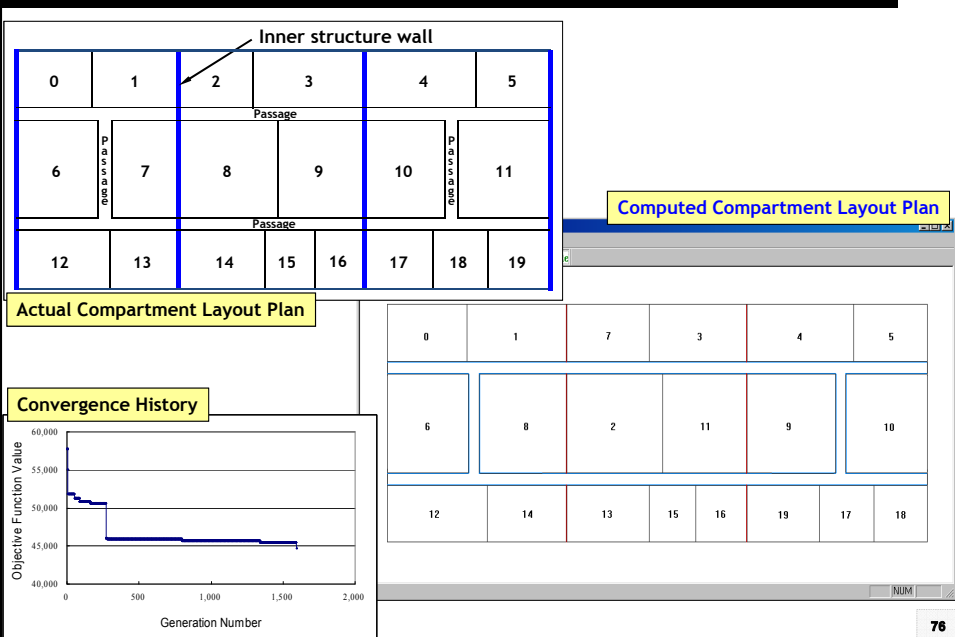 Inner structure wall
0 1 2 3 4 5
Passage
6 Passage 7 8 9 10 Passage 11
Passage
12 13 14 15 16 17 18 19
Actual Compartment Layout Plan
Computed Compartment Layout Plan
0 1 7 3 4 5
6 8 2 11 9 10
12 14 13 15 16 19 17 18
NUM
Convergence History
Objective Function Value
60,000
55,000
50,000
45,000
40,000
0 500 1,000 1,500 2,000
Generation Number
76